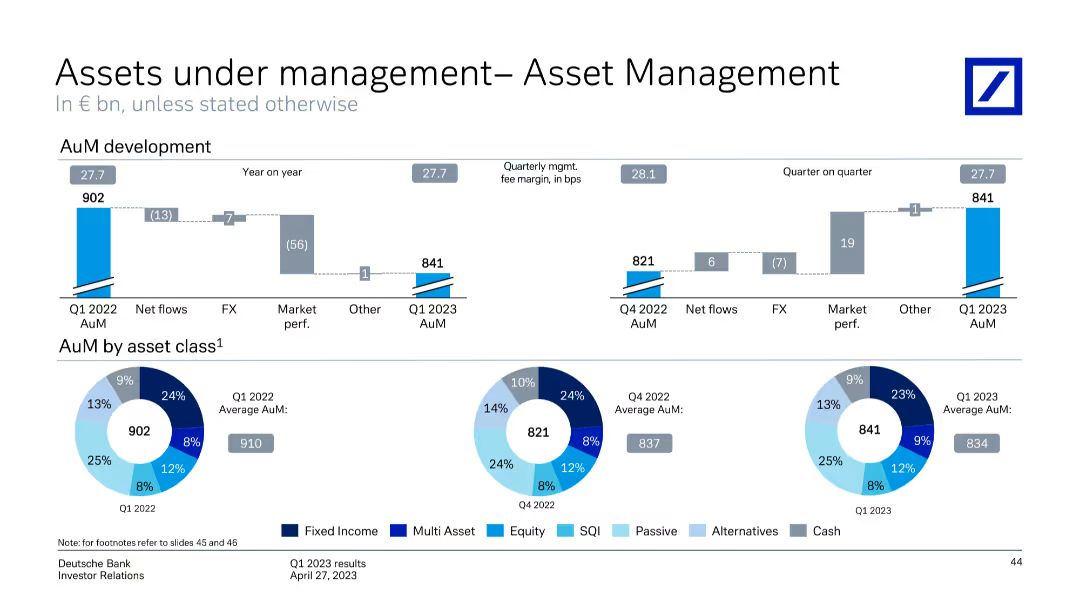 Assets under management– Asset Management
In € bn, unless stated otherwise
AuM development
27.7
Year on year
27.7
Quarterly mgmt.
fee margin, in bps
28.1
Quarter on quarter
27.7
902
(13)
7
(56)
1
841
821
6
(7)
19
1
841
Q1 2022
AuM
Net flows
FX
Market
perf.
Other
Q1 2023
AuM
Q4 2022
AuM
Net flows
FX
Market
perf.
Other
Q1 2023
AuM
AuM by asset class1
9%
24%
13%
8%
25%
12%
8%
902
Q1 2022
Q1 2022
Average AuM:
910
10%
24%
14%
8%
24%
12%
8%
821
Q4 2022
Q4 2022
Average AuM:
837
9%
23%
13%
9%
25%
12%
8%
841
Q1 2023
Q1 2023
Average AuM:
834
Fixed Income
Multi Asset
Equity
SQI
Passive
Alternatives
Cash
Note: for footnotes refer to slides 45 and 46
Deutsche Bank
Investor Relations
Q1 2023 results
April 27, 2023
44